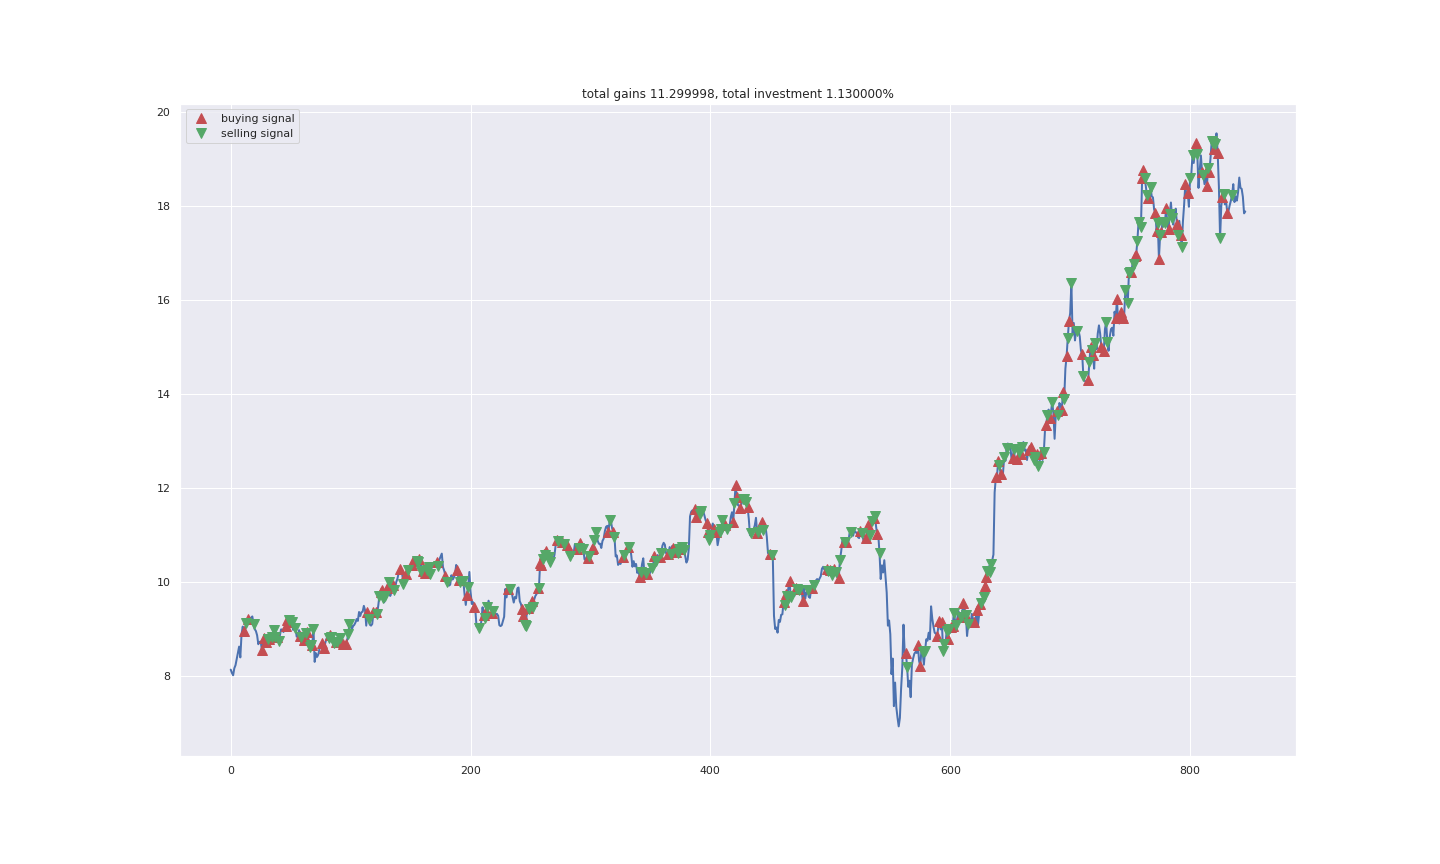 total gains 11.299998, total investment 1.130000%
buying signal
selling signal
20
18
16
14
12
10
8
0 200 400 600 800